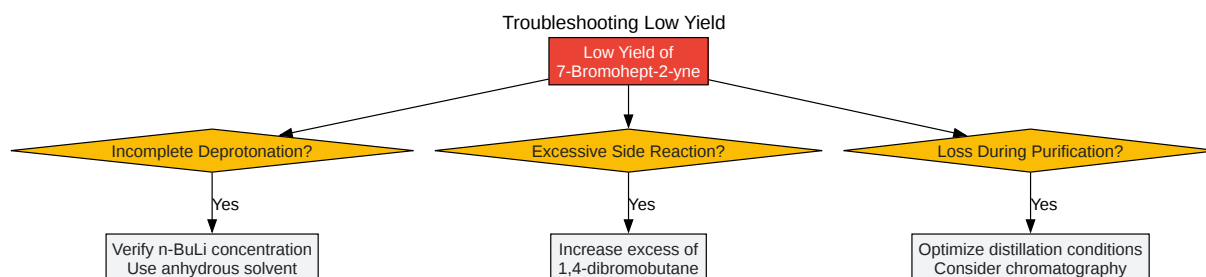 Troubleshooting Low Yield
Low Yield of
7-Bromohept-2-yne
Incomplete Deprotonation?
Excessive Side Reaction?
Loss During Purification?
Yes
Yes
Yes
Verify n-BuLi concentration
Use anhydrous solvent
Increase excess of
1,4-dibromobutane
Optimize distillation conditions
Consider chromatography